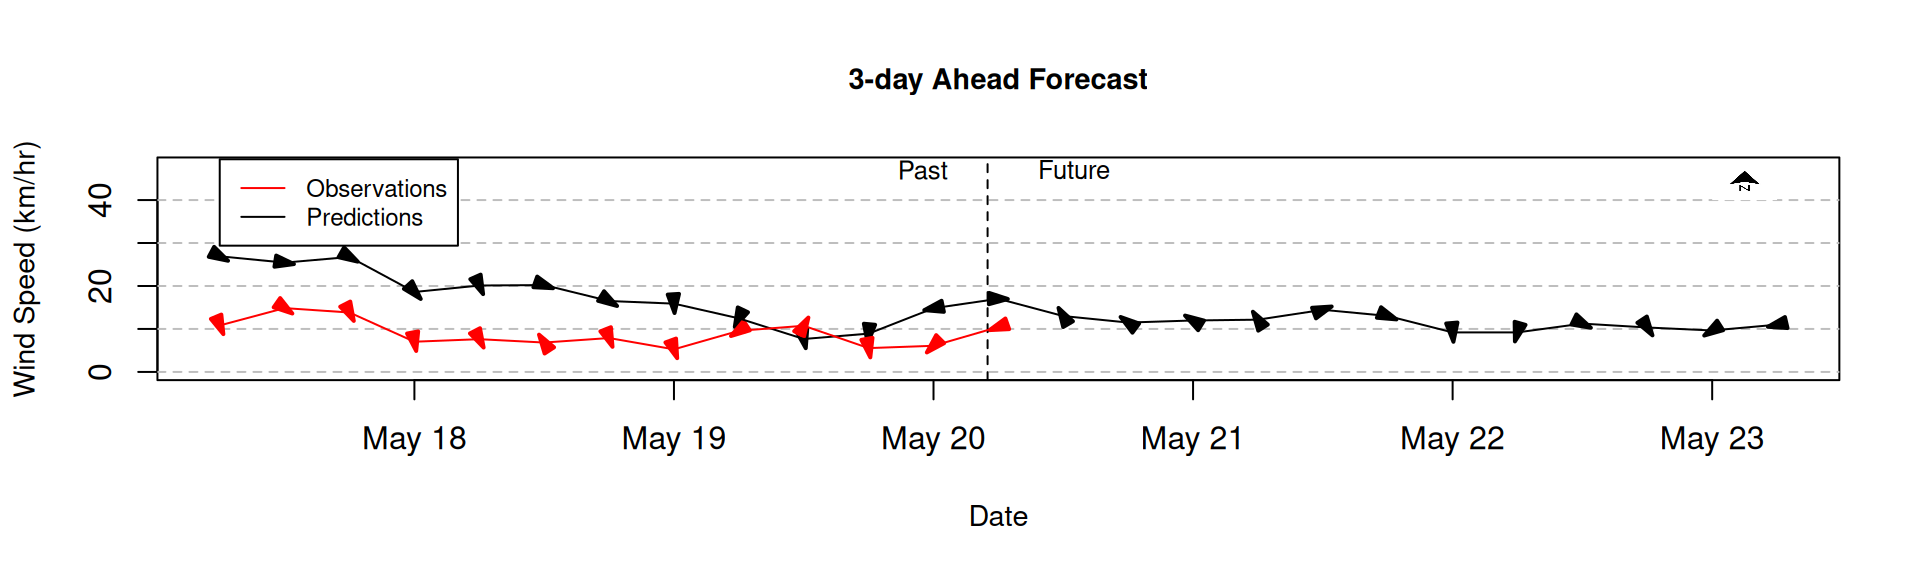 3-day Ahead Forecast
Wind Speed (km/hr)
Past
Future
Observations
Predictions
N
40
20
0
May 18
May 19
May 20
May 21
May 22
May 23
Date